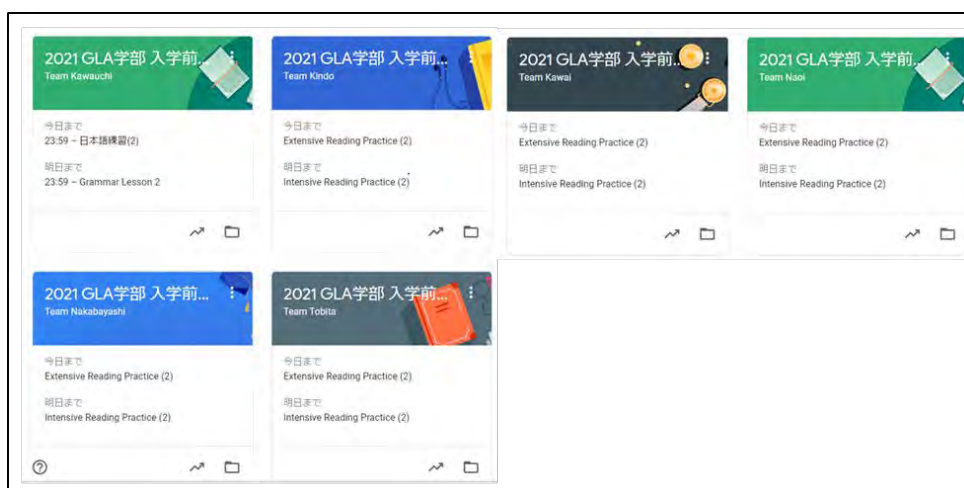 2021 GLA学部 入学前...
Team Kawauchi
今日まで
23:59 – 日本語練習(2)
明日まで
23:59 – Grammar Lesson 2
2021 GLA学部 入学前...
Team Kindo
今日まで
Extensive Reading Practice (2)
明日まで
Intensive Reading Practice (2)
2021 GLA学部 入学前...
Team Kawai
今日まで
Extensive Reading Practice (2)
明日まで
Intensive Reading Practice (2)
2021 GLA学部 入学前...
Team Naoi
今日まで
Extensive Reading Practice (2)
明日まで
Intensive Reading Practice (2)
2021 GLA学部 入学前...
Team Nakabayashi
今日まで
Extensive Reading Practice (2)
明日まで
Intensive Reading Practice (2)
2021 GLA学部 入学前...
Team Tobita
今日まで
Extensive Reading Practice (2)
明日まで
Intensive Reading Practice (2)